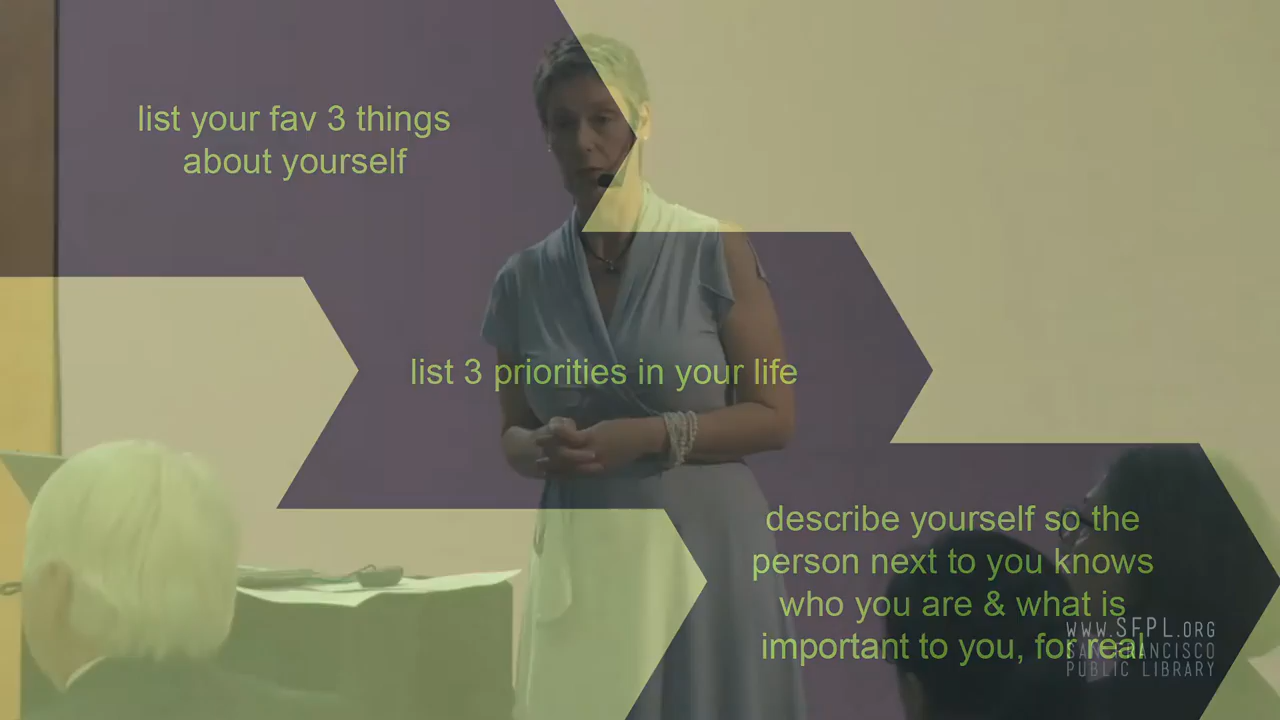 list your fav 3 things
about yourself
list 3 priorities in your life
describe yourself so the
person next to you knows
who you are & what is
important to you, for real
WWW.SFPL.ORG
SAN FRANCISCO
PUBLIC LIBRARY